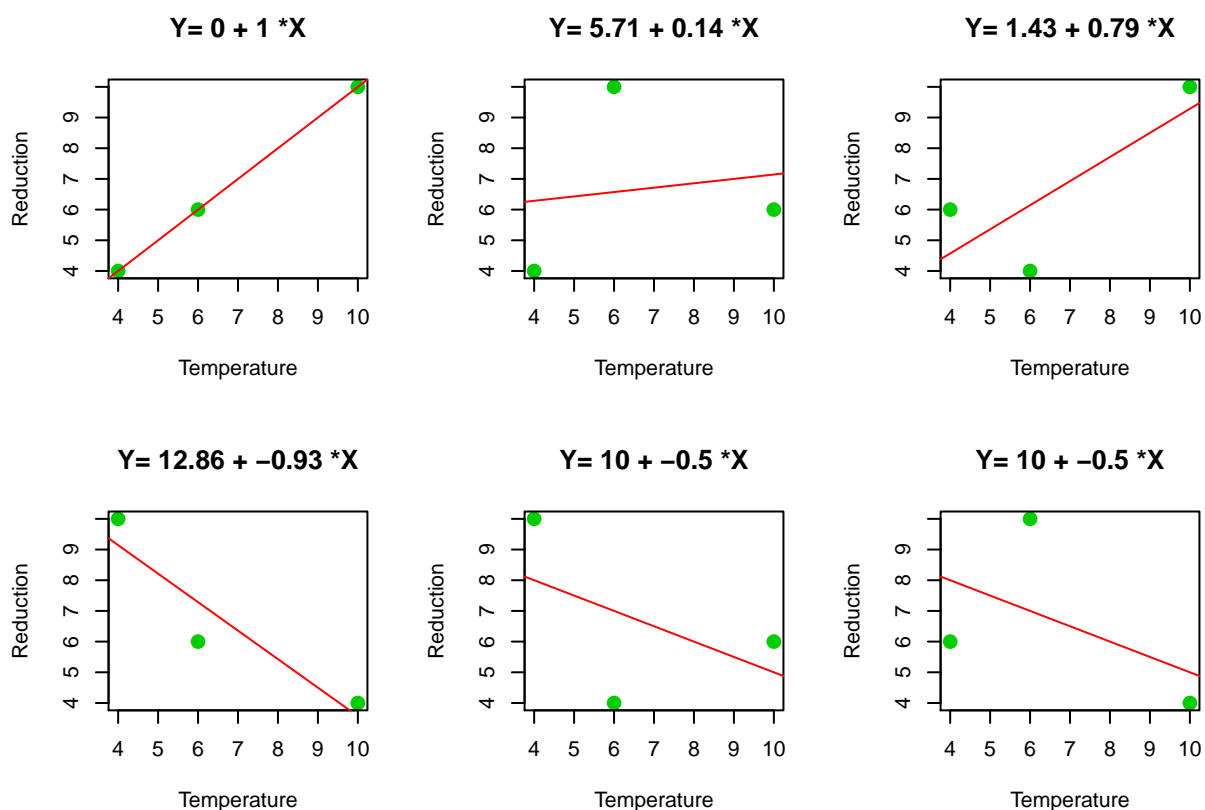 Y= 0 + 1 *X
Reduction
4 5 6 7 8 9
4 5 6 7 8 9 10
Temperature
Y= 5.71 + 0.14 *X
Reduction
4 5 6 7 8 9
4 5 6 7 8 9 10
Temperature
Y= 1.43 + 0.79 *X
Reduction
4 5 6 7 8 9
4 5 6 7 8 9 10
Temperature
Y= 12.86 + −0.93 *X
Reduction
4 5 6 7 8 9
4 5 6 7 8 9 10
Temperature
Y= 10 + −0.5 *X
Reduction
4 5 6 7 8 9
4 5 6 7 8 9 10
Temperature
Y= 10 + −0.5 *X
Reduction
4 5 6 7 8 9
4 5 6 7 8 9 10
Temperature